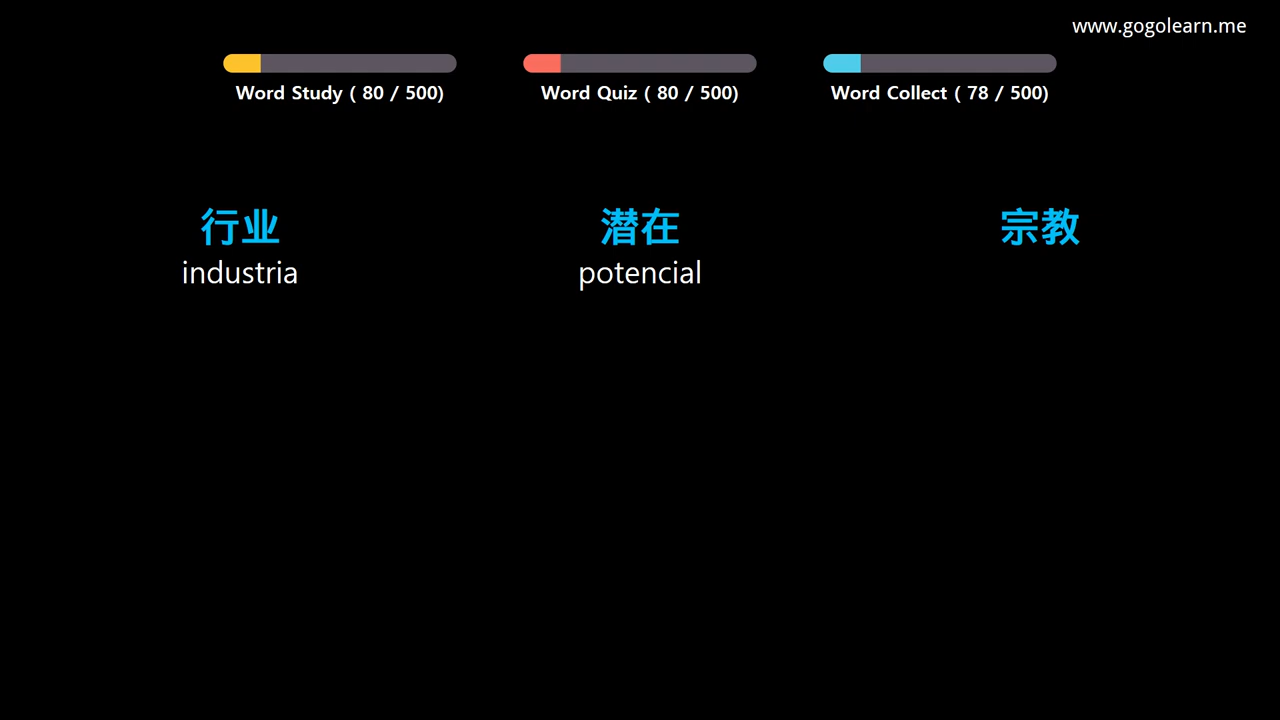 www.gogolearn.me
Word Study ( 80 / 500)
Word Quiz ( 80 / 500)
Word Collect ( 78 / 500)
行业
潜在
宗教
industria
potencial